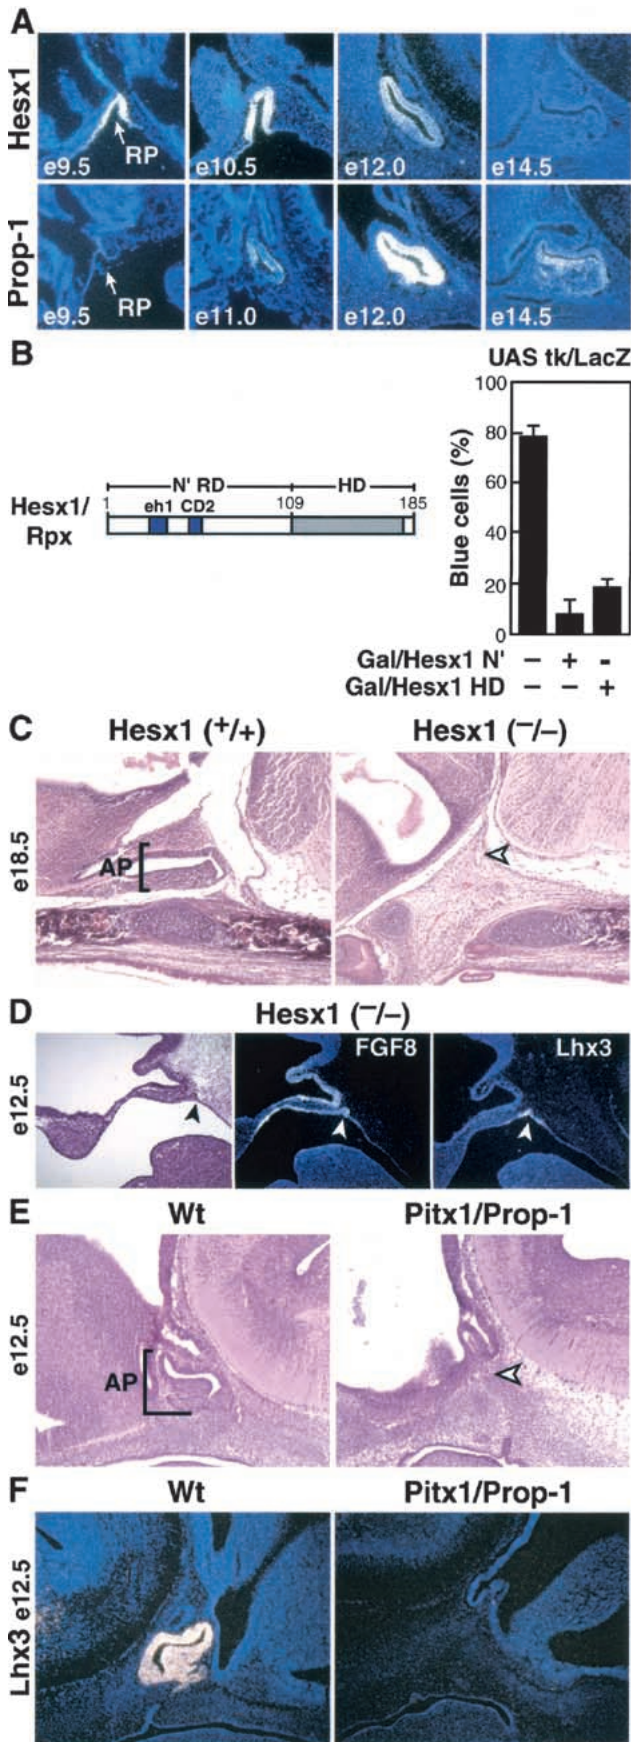 A
Hesx1
e9.5
RP
e10.5
e12.0
e14.5
Prop-1
e9.5
RP
e11.0
e12.0
e14.5
B
UAS tk/LacZ
Hesx1/
Rpx
N' RD
HD
1
109
185
eh1
CD2
Blue cells (%)
100
80
60
40
20
0
Gal/Hesx1 N' – + -
Gal/Hesx1 HD – – +
C
Hesx1 (+/+)
Hesx1 (–/–)
e18.5
AP
D
Hesx1 (–/–)
e12.5
FGF8
Lhx3
E
Wt
Pitx1/Prop-1
e12.5
AP
F
Wt
Pitx1/Prop-1
Lhx3 e12.5